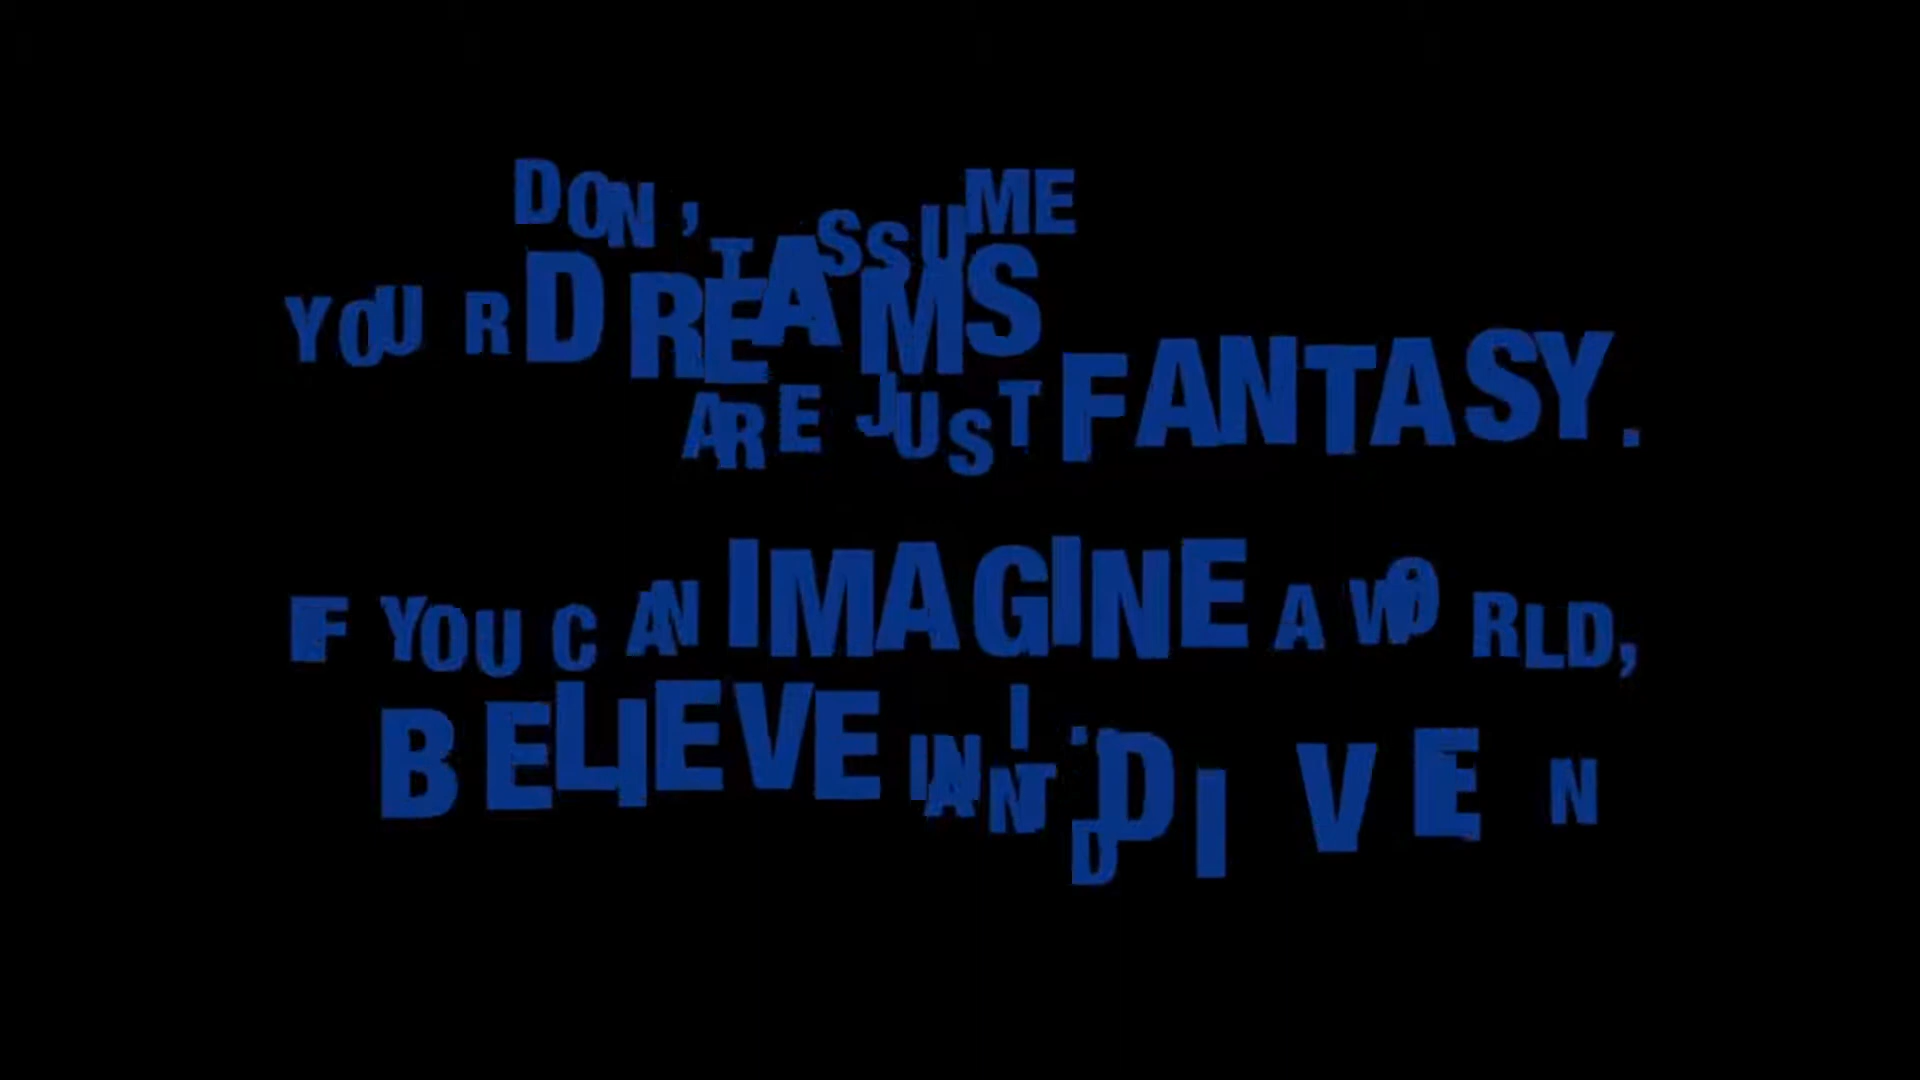 DON'T ASSUME
YOUR DREAMS
ARE JUST FANTASY.
IF YOU CAN IMAGINE A WORLD,
BELIEVE IN IT
AND DIVE IN